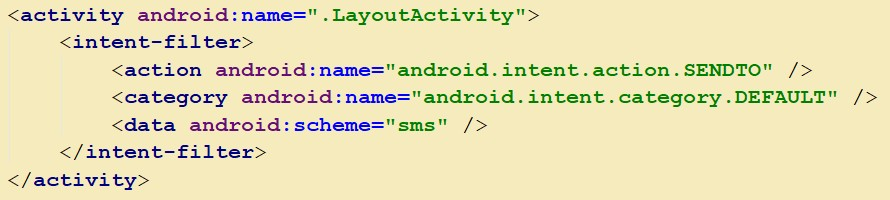 <activity android:name=".LayoutActivity">
<intent-filter>
<action android:name="android.intent.action.SENDTO" />
<category android:name="android.intent.category.DEFAULT" />
<data android:scheme="sms" />
</intent-filter>
</activity>